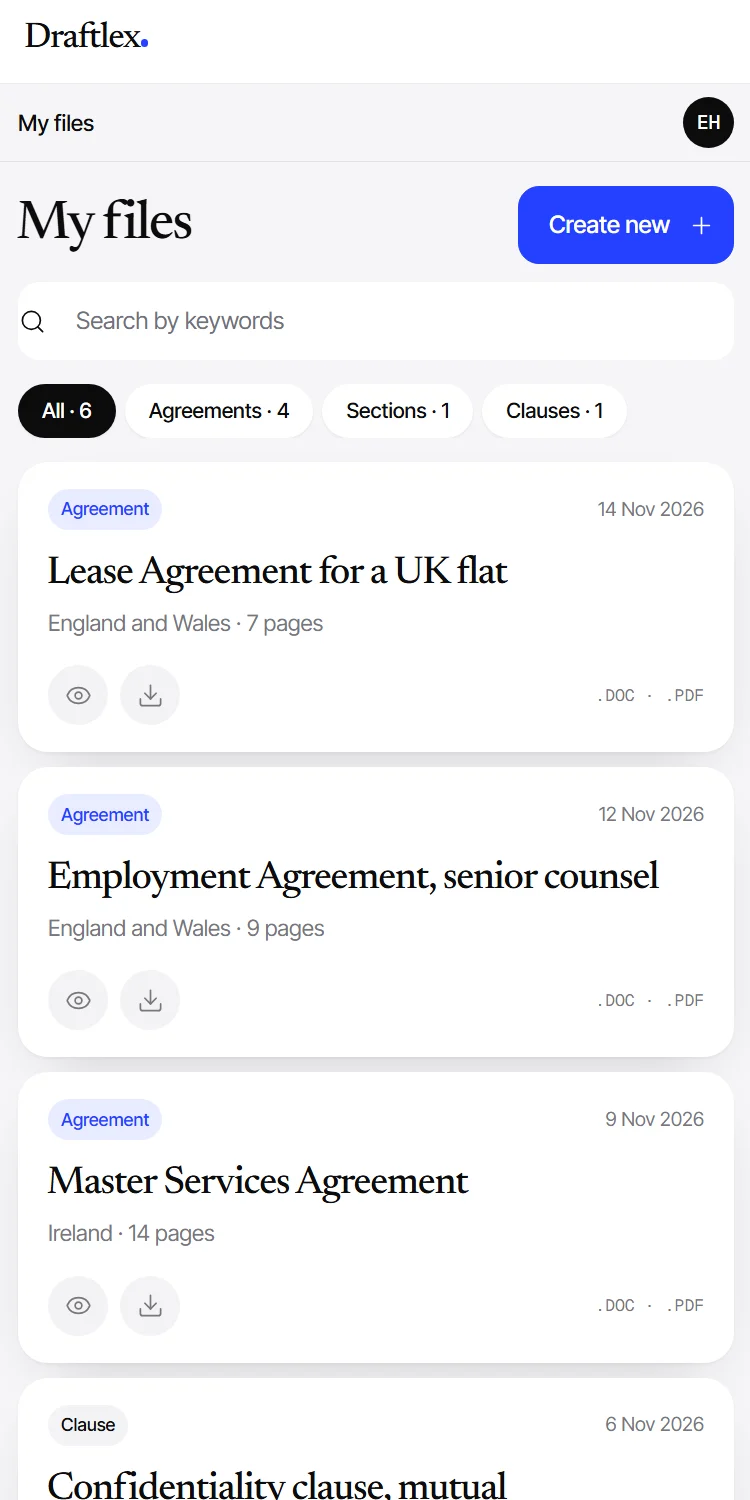 Draftlex.
My files
EH
My files
Create new
Search by keywords
All · 6
Agreements · 4
Sections · 1
Clauses · 1
Agreement
14 Nov 2026
Lease Agreement for a UK flat
England and Wales · 7 pages
.DOC · .PDF
Agreement
12 Nov 2026
Employment Agreement, senior counsel
England and Wales · 9 pages
.DOC · .PDF
Agreement
9 Nov 2026
Master Services Agreement
Ireland · 14 pages
.DOC · .PDF
Clause
6 Nov 2026
Confidentiality clause, mutual